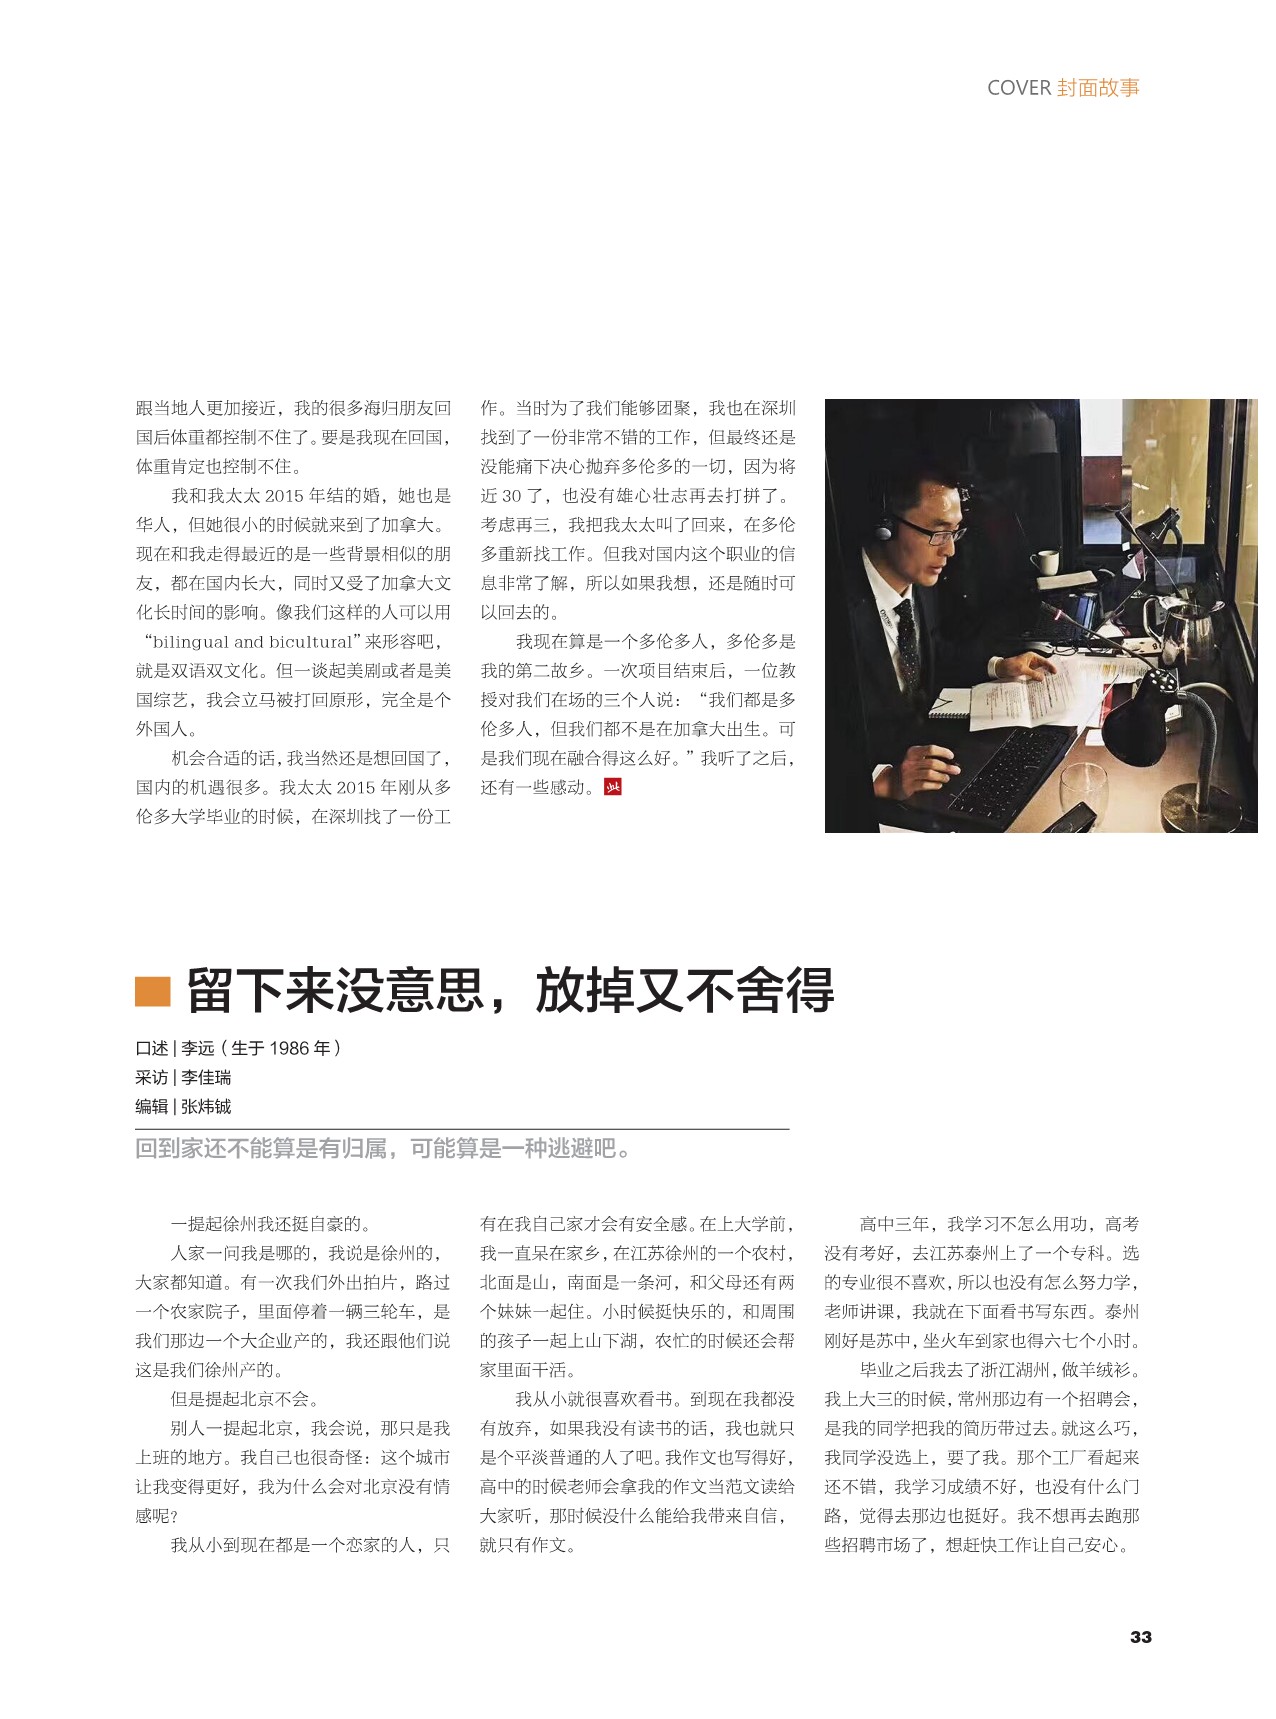 COVER 封面故事
跟当地人更加接近，我的很多海归朋友回
国后体重都控制不住了。要是我现在回国，
体重肯定也控制不住。
我和我太太 2015 年结的婚，她也是
华人，但她很小的时候就来到了加拿大。
现在和我走得最近的是一些背景相似的朋
友，都在国内长大，同时又受了加拿大文
化长时间的影响。像我们这样的人可以用
“bilingual and bicultural”来形容吧，
就是双语双文化。但一谈起美剧或者是美
国综艺，我会立马被打回原形，完全是个
外国人。
机会合适的话，我当然还是想回国了，
国内的机遇很多。我太太 2015 年刚从多
伦多大学毕业的时候，在深圳找了一份工
作。当时为了我们能够团聚，我也在深圳
找到了一份非常不错的工作，但最终还是
没能痛下决心抛弃多伦多的一切，因为将
近 30 了，也没有雄心壮志再去打拼了。
考虑再三，我把我太太叫了回来，在多伦
多重新找工作。但我对国内这个职业的信
息非常了解，所以如果我想，还是随时可
以回去的。
我现在算是一个多伦多人，多伦多是
我的第二故乡。一次项目结束后，一位教
授对我们在场的三个人说：“我们都是多
伦多人，但我们都不是在加拿大出生。可
是我们现在融合得这么好。”我听了之后，
还有一些感动。
留下来没意思，放掉又不舍得
口述 | 李远（生于 1986 年）
采访 | 李佳瑞
编辑 | 张炜铖
回到家还不能算是有归属，可能算是一种逃避吧。
一提起徐州我还挺自豪的。
人家一问我是哪的，我说是徐州的，
大家都知道。有一次我们外出拍片，路过
一个农家院子，里面停着一辆三轮车，是
我们那边一个大企业产的，我还跟他们说
这是我们徐州产的。
但是提起北京不会。
别人一提起北京，我会说，那只是我
上班的地方。我自己也很奇怪：这个城市
让我变得更好，我为什么会对北京没有情
感呢？
我从小到现在都是一个恋家的人，只
有在我自己家才会有安全感。在上大学前，
我一直呆在家乡，在江苏徐州的一个农村，
北面是山，南面是一条河，和父母还有两
个妹妹一起住。小时候挺快乐的，和周围
的孩子一起上山下湖，农忙的时候还会帮
家里面干活。
我从小就很喜欢看书。到现在我都没
有放弃，如果我没有读书的话，我也就只
是个平淡普通的人了吧。我作文也写得好，
高中的时候老师会拿我的作文当范文读给
大家听，那时候没什么能给我带来自信，
就只有作文。
高中三年，我学习不怎么用功，高考
没有考好，去江苏泰州上了一个专科。选
的专业很不喜欢，所以也没有怎么努力学，
老师讲课，我就在下面看书写东西。泰州
刚好是苏中，坐火车到家也得六七个小时。
毕业之后我去了浙江湖州，做羊绒衫。
我上大三的时候，常州那边有一个招聘会，
是我的同学把我的简历带过去。就这么巧，
我同学没选上，要了我。那个工厂看起来
还不错，我学习成绩不好，也没有什么门
路，觉得去那边也挺好。我不想再去跑那
些招聘市场了，想赶快工作让自己安心。
33